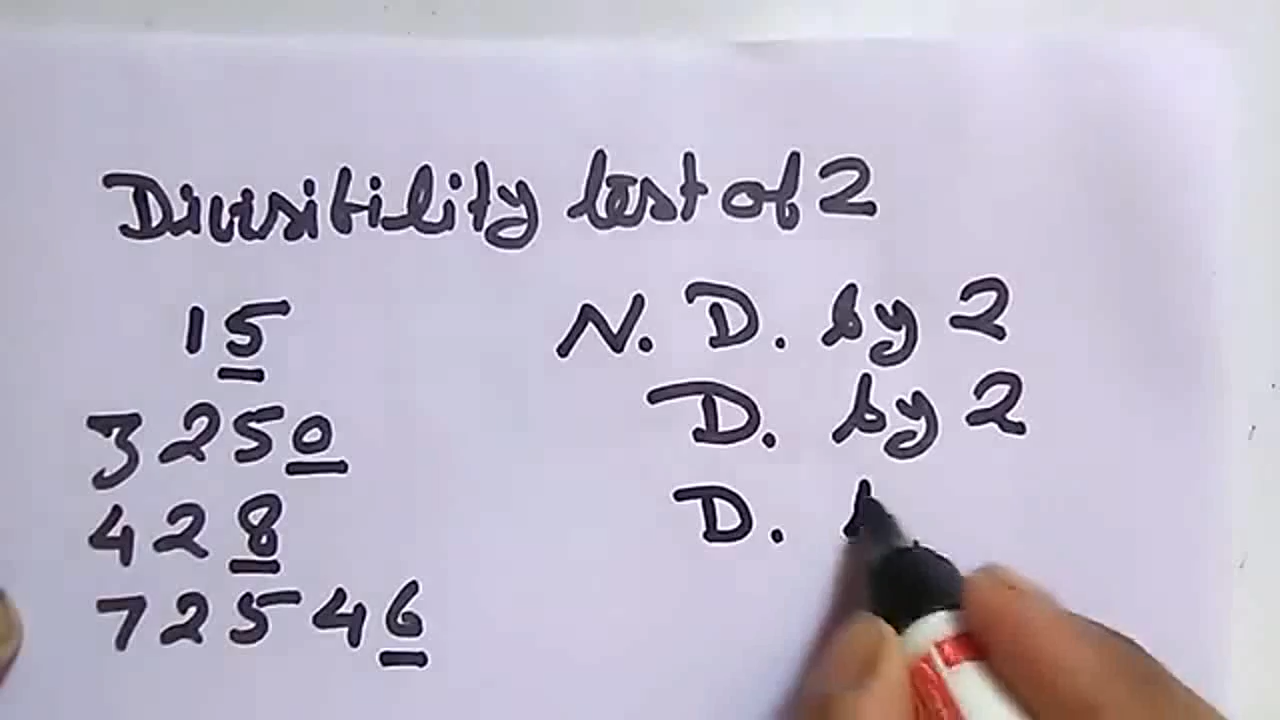 Divisibility test of 2
15 N. D. by 2
3250 D. by 2
428 D. b
72546